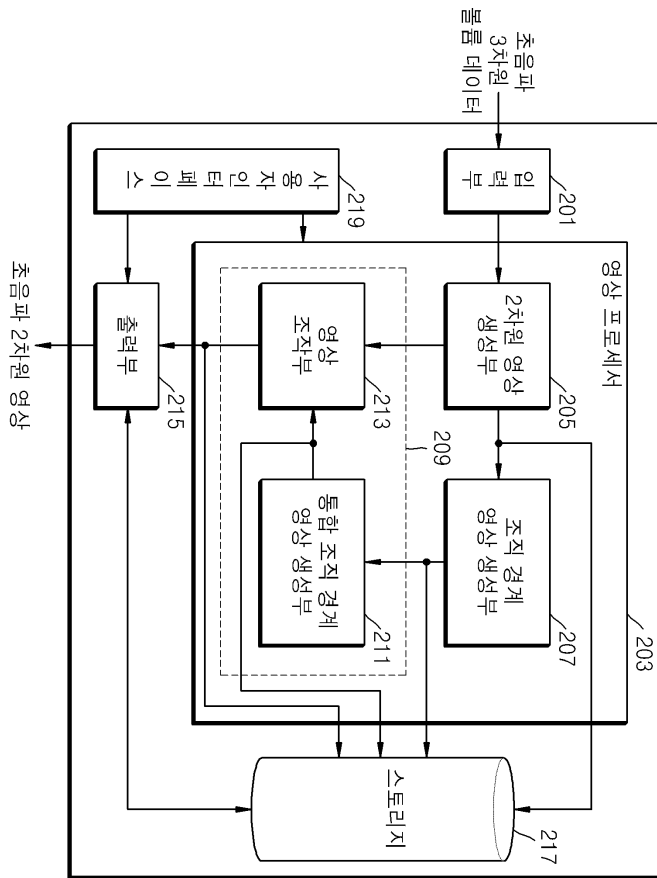 스토리지
217
203
영상 프로세서
초음파
3차원
볼륨 데이터
입력부
201
2차원 영상
생성부
205
조직 경계
영상 생성부
207
209
사용자인터페이스
219
영상
조작부
213
통합 조직 경계
영상 생성부
211
출력부
215
초음파 2차원 영상